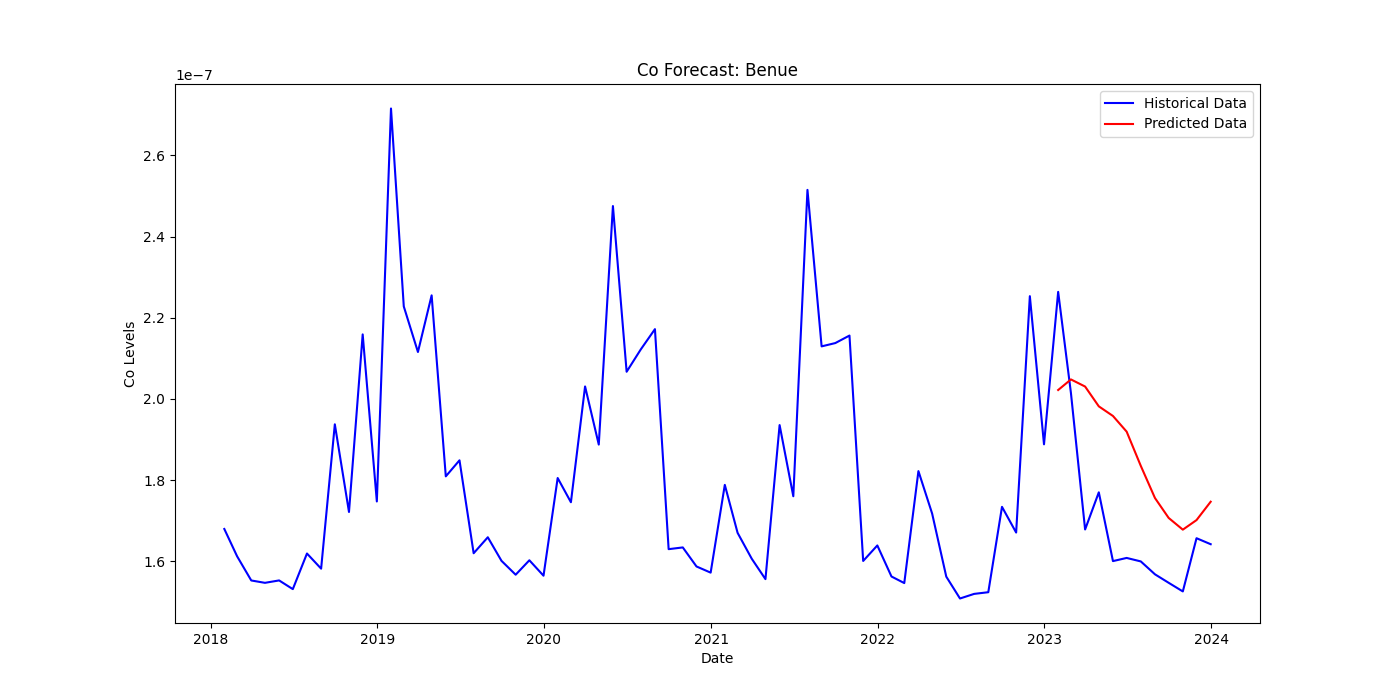 Co Forecast: Benue
1e−7
Historical Data
Predicted Data
2.6
2.4
2.2
2.0
1.8
1.6
Co Levels
2018 2019 2020 2021 2022 2023 2024
Date